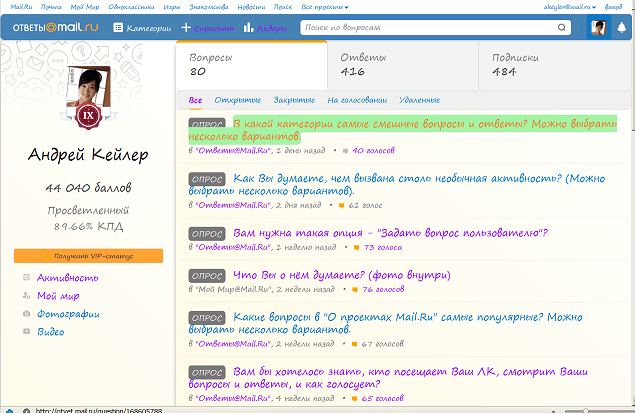 Mail.Ru Почта Мой Мир Одноклассники Игры Знакомства Новости Поиск Все проекты akeyler@mail.ru выход
ответы@mail.ru Категории Спросить Лидеры Поиск по вопросам
Вопросы Ответы Подписки
80 416 484
Все Открытые Закрытые На голосовании Удаленные
IX
Андрей Кейлер
44 040 баллов
Просветленный
89.66% КПД
Получить VIP-статус
Активность
Мой мир
Фотографии
Видео
ОПРОС В какой категории самые смешные вопросы и ответы? Можно выбрать
несколько вариантов.
в "Ответы@Mail.Ru", 1 день назад • 40 голосов
ОПРОС Как Вы думаете, чем вызвана столь необычная активность? (Можно
выбрать несколько вариантов).
в "Ответы@Mail.Ru", 2 дня назад • 61 голос
ОПРОС Вам нужна такая опция - "Задать вопрос пользователю"?
в "Ответы@Mail.Ru", 1 неделю назад • 73 голоса
ОПРОС Что Вы о нём думаете? (фото внутри)
в "Мой Мир@Mail.Ru", 2 недели назад • 76 голосов
ОПРОС Какие вопросы в "О проектах Mail.Ru" самые популярные? Можно
выбрать несколько вариантов.
в "Ответы@Mail.Ru", 2 недели назад • 67 голосов
ОПРОС Вам бы хотелось знать, кто посещает Ваш ЛК, смотрит Ваши
вопросы и ответы, и как голосует?
в "Ответы@Mail.Ru", 4 недели назад • 65 голосов
http://otvet.mail.ru/question/168605788